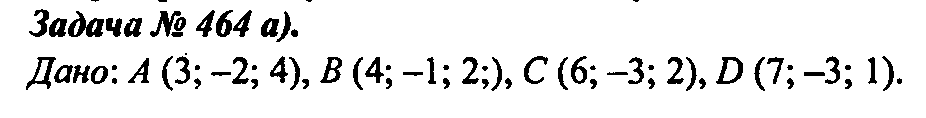 Задача № 464 а).
Дано: A (3; –2; 4), B (4; –1; 2;), C (6; –3; 2), D (7; –3; 1).